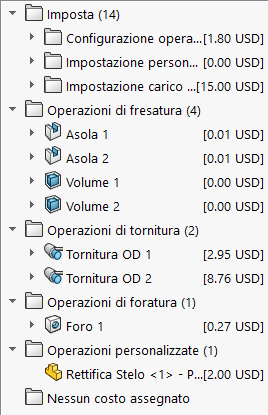 Imposta (14)
Configurazione opera...[1.80 USD]
Impostazione person...[0.00 USD]
Impostazione carico ...[15.00 USD]
Operazioni di fresatura (4)
Asola 1 [0.01 USD]
Asola 2 [0.01 USD]
Volume 1 [0.00 USD]
Volume 2 [0.00 USD]
Operazioni di tornitura (2)
Tornitura OD 1 [2.95 USD]
Tornitura OD 2 [8.76 USD]
Operazioni di foratura (1)
Foro 1 [0.27 USD]
Operazioni personalizzate (1)
Rettifica Stelo <1> - P...[2.00 USD]
Nessun costo assegnato